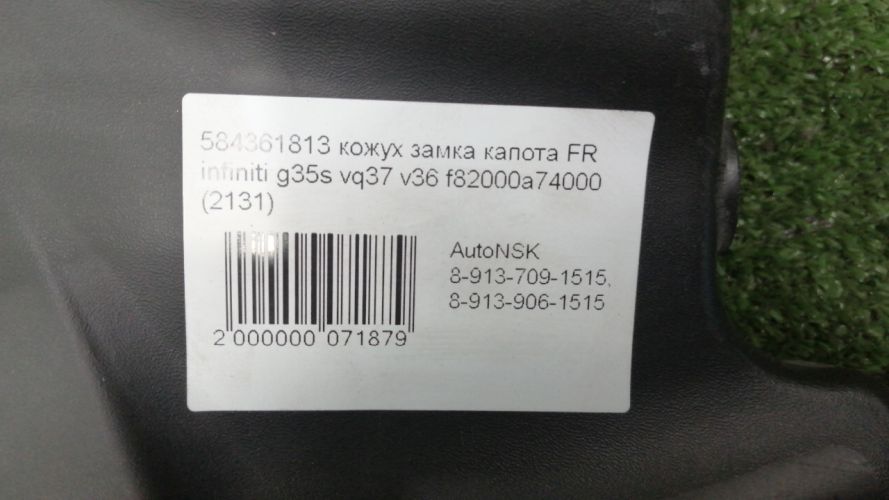 584361813 кожух замка капота FR
infiniti g35s vq37 v36 f82000a74000
(2131)
AutoNSK
8-913-709-1515,
8-913-906-1515
2 000000 071879